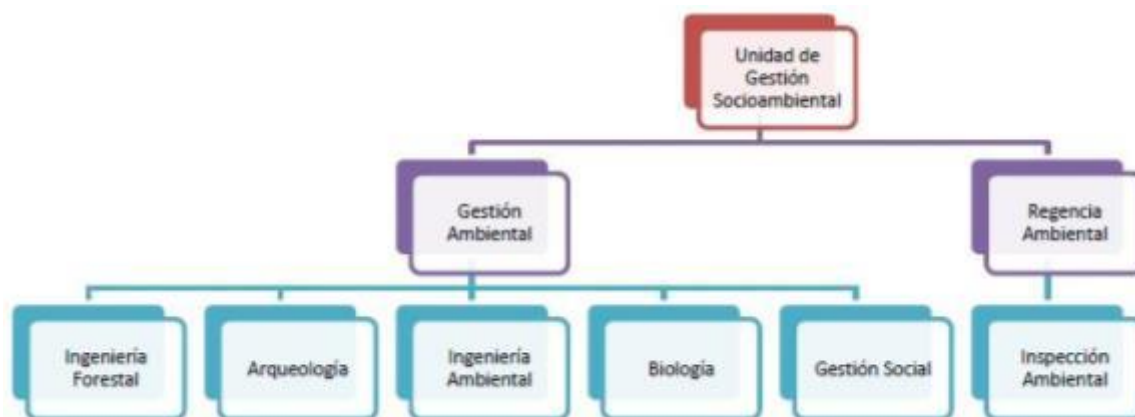 Unidad de
Gestión
Socioambiental
Gestión
Ambiental
Regencia
Ambiental
Ingeniería
Forestal
Arqueología
Ingeniería
Ambiental
Biología
Gestión Social
Inspección
Ambiental